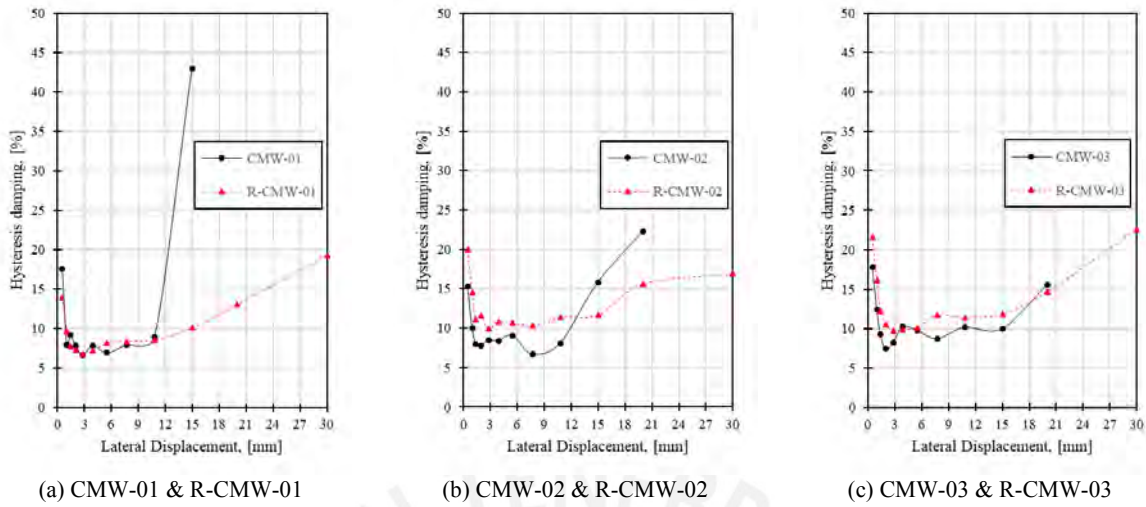 50
45
40
35
30
25
20
15
10
5
0
Hysteresis damping, [%]
CMW-01
R-CMW-01
0 3 6 9 12 15 18 21 24 27 30
Lateral Displacement, [mm]
(a) CMW-01 & R-CMW-01
50
45
40
35
30
25
20
15
10
5
0
Hysteresis damping, [%]
CMW-02
R-CMW-02
0 3 6 9 12 15 18 21 24 27 30
Lateral Displacement, [mm]
(b) CMW-02 & R-CMW-02
50
45
40
35
30
25
20
15
10
5
0
Hysteresis damping, [%]
CMW-03
R-CMW-03
0 3 6 9 12 15 18 21 24 27 30
Lateral Displacement, [mm]
(c) CMW-03 & R-CMW-03